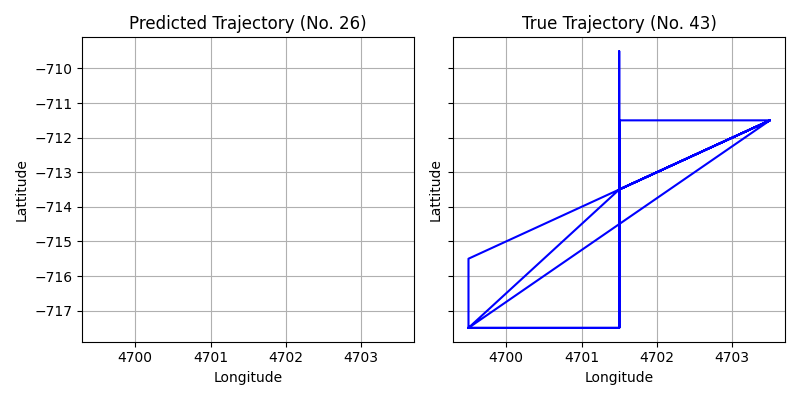 Predicted Trajectory (No. 26)
True Trajectory (No. 43)
−710
−711
−712
−713
−714
−715
−716
−717
Lattitude
Lattitude
4700 4701 4702 4703
4700 4701 4702 4703
Longitude
Longitude